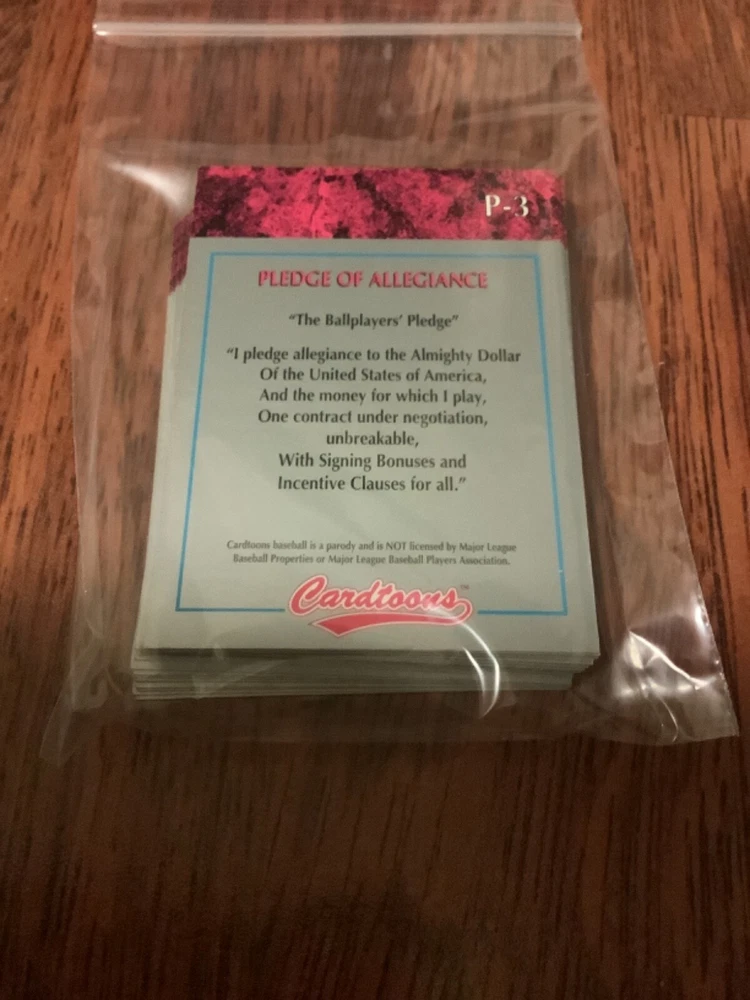 P-3
PLEDGE OF ALLEGIANCE
"The Ballplayers' Pledge"
"I pledge allegiance to the Almighty Dollar
Of the United States of America,
And the money for which I play,
One contract under negotiation,
unbreakable,
With Signing Bonuses and
Incentive Clauses for all."
Cardtoons baseball is a parody and is NOT licensed by Major League
Baseball Properties or Major League Baseball Players Association.
Cardtoons™